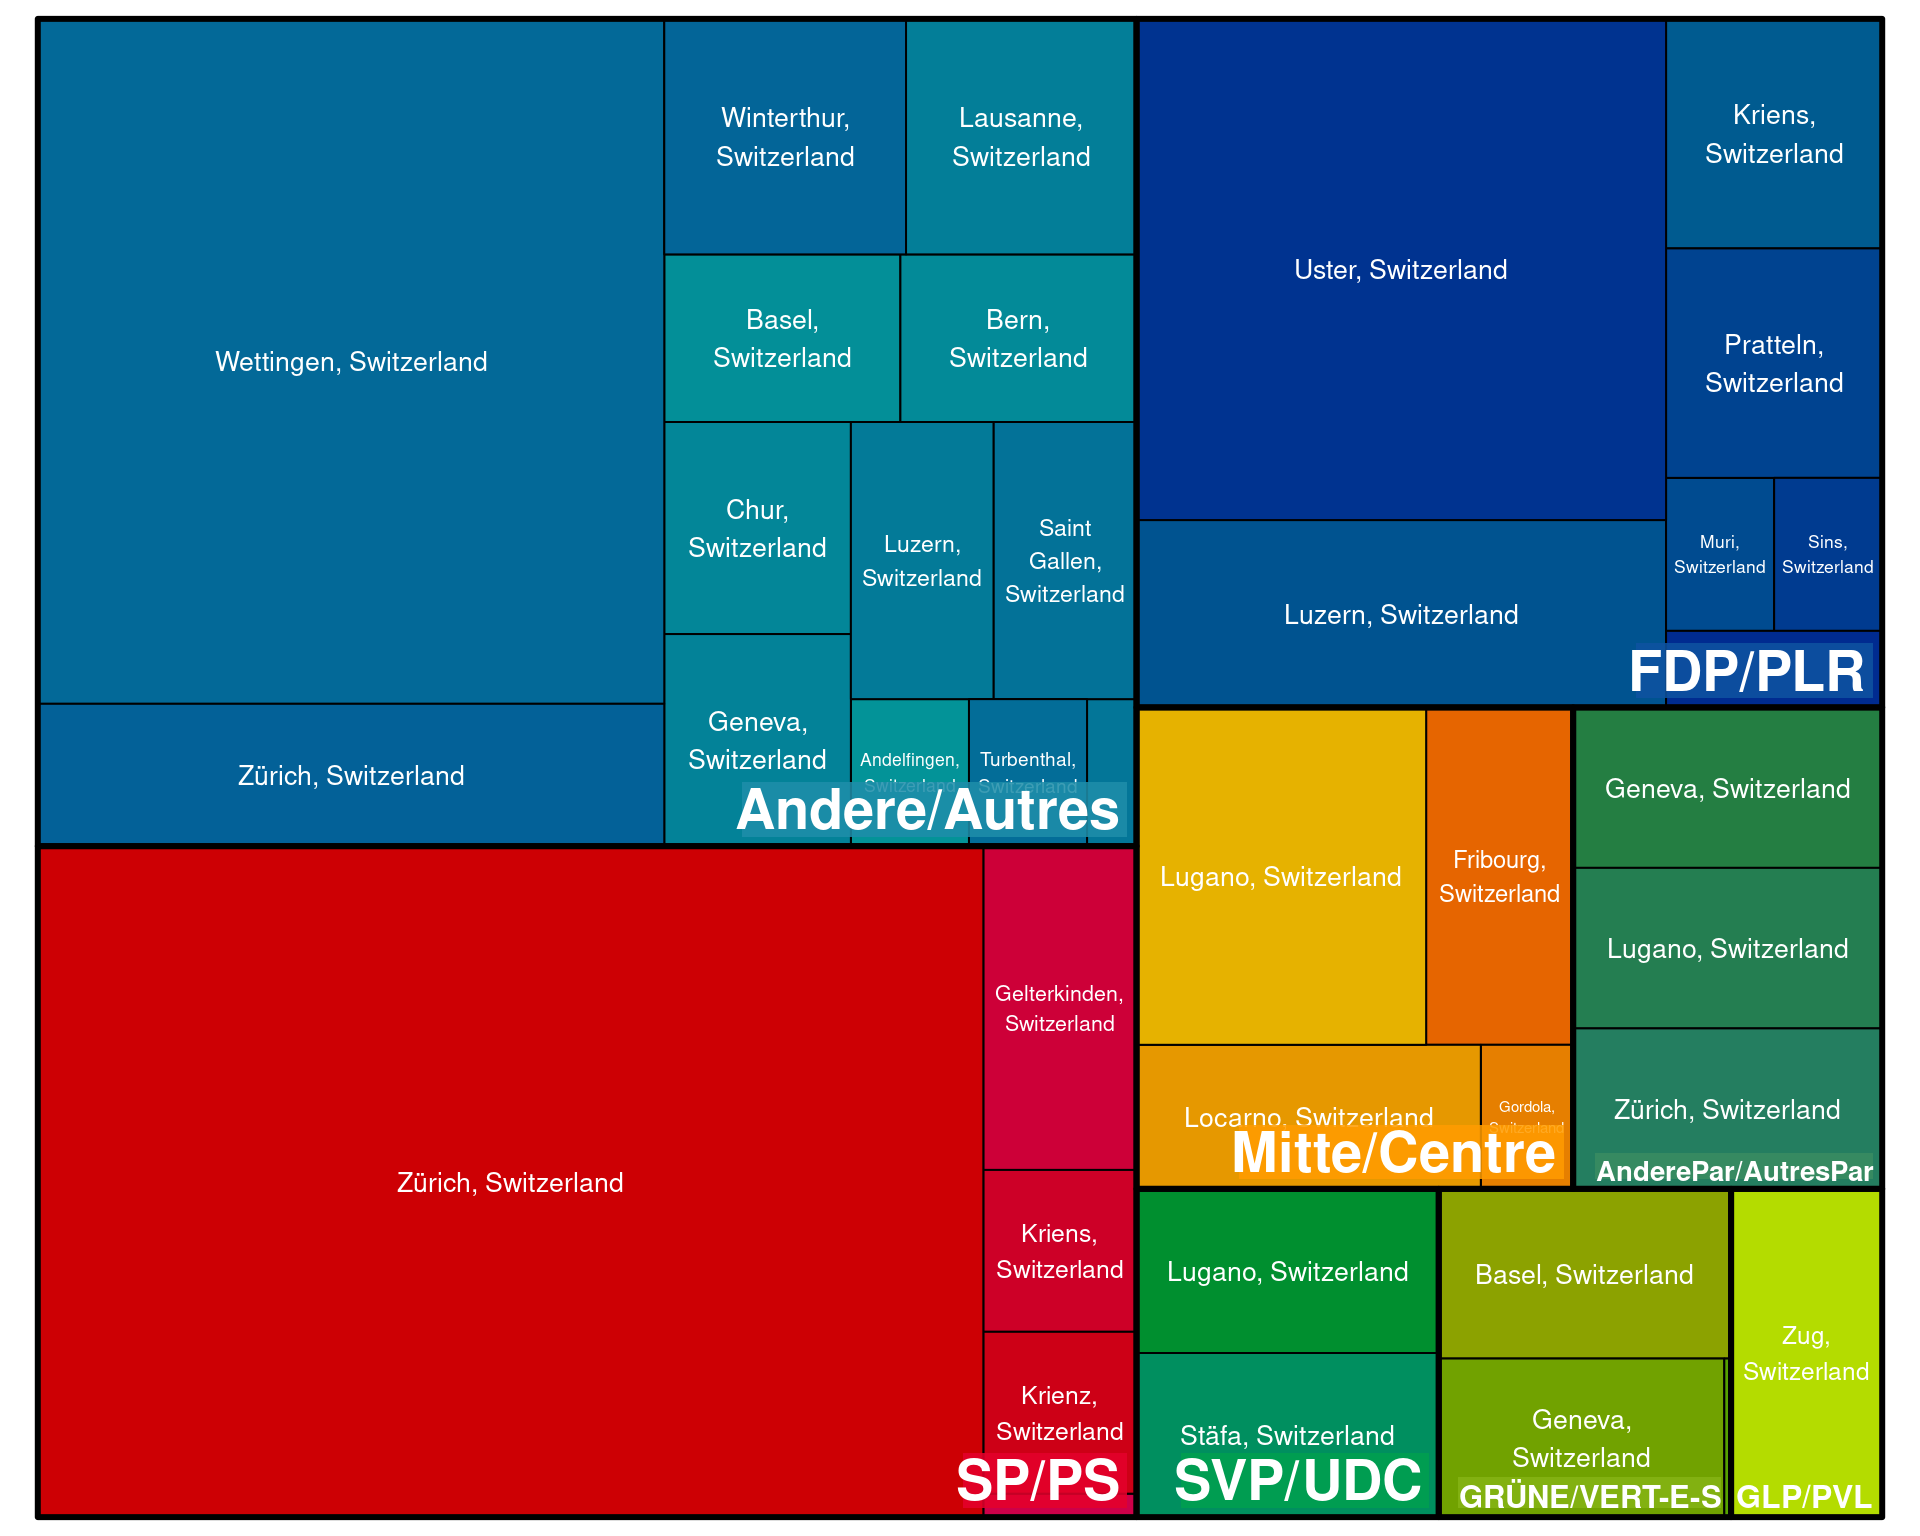 Wettingen, Switzerland
Zürich, Switzerland
Winterthur,
Switzerland
Lausanne,
Switzerland
Basel,
Switzerland
Bern,
Switzerland
Chur,
Switzerland
Luzern,
Switzerland
Saint
Gallen,
Switzerland
Geneva,
Switzerland
Andelfingen,
Switzerland
Turbenthal,
Switzerland
Andere/Autres
Zürich, Switzerland
Gelterkinden,
Switzerland
Kriens,
Switzerland
Krienz,
Switzerland
SP/PS
Uster, Switzerland
Luzern, Switzerland
Kriens,
Switzerland
Pratteln,
Switzerland
Muri,
Switzerland
Sins,
Switzerland
FDP/PLR
Lugano, Switzerland
Fribourg,
Switzerland
Locarno, Switzerland
Gordola,
Switzerland
Mitte/Centre
Geneva, Switzerland
Lugano, Switzerland
Zürich, Switzerland
AnderePar/AutresPar
Lugano, Switzerland
Stäfa, Switzerland
SVP/UDC
Basel, Switzerland
Geneva,
Switzerland
GRÜNE/VERT-E-S
Zug,
Switzerland
GLP/PVL